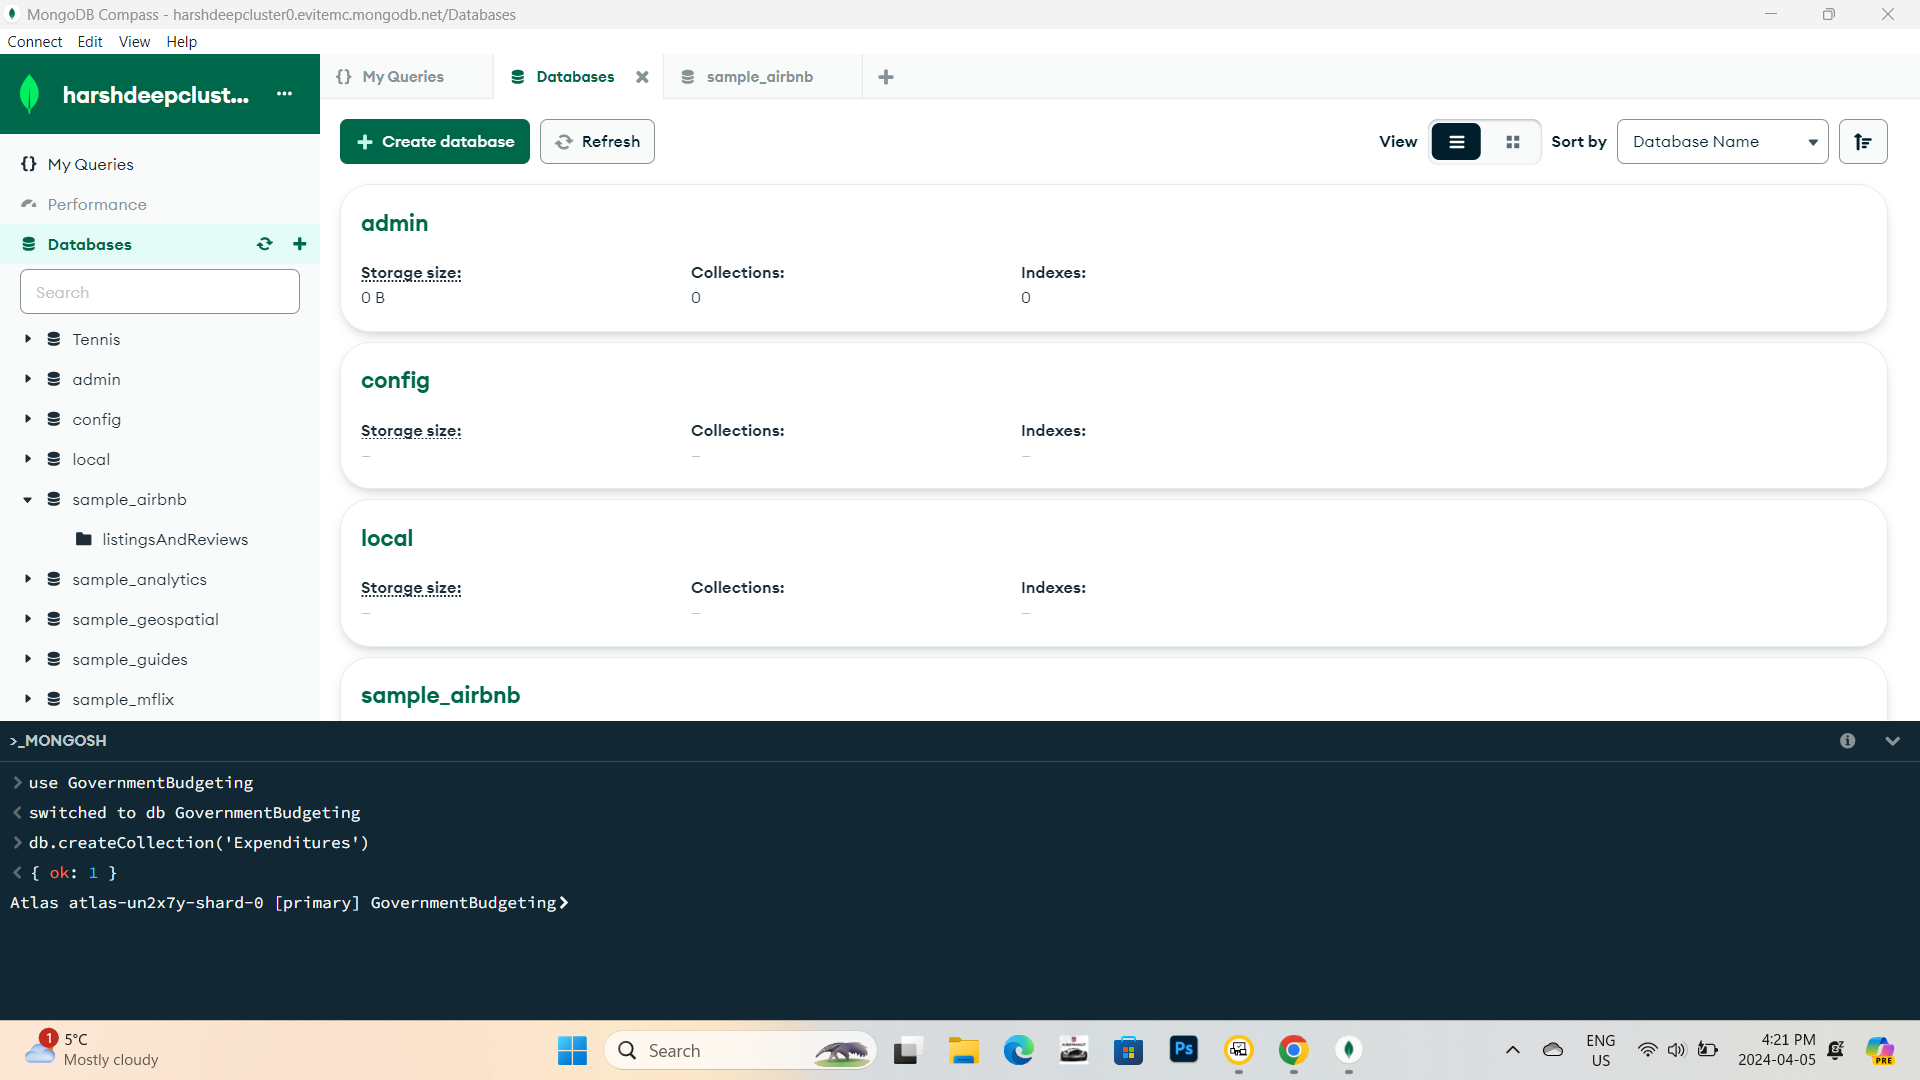 MongoDB Compass - harshdeepcluster0.evitemc.mongodb.net/Databases
Connect Edit View Help
harshdeepclust... ...
My Queries
Databases
sample_airbnb
Create database
Refresh
View
Sort by
Database Name
{} My Queries
Performance
Databases
Search
Tennis
admin
config
local
sample_airbnb
listingsAndReviews
sample_analytics
sample_geospatial
sample_guides
sample_mflix
admin
Storage size: Collections: Indexes:
0 B 0 0
config
Storage size: Collections: Indexes:
– – –
local
Storage size: Collections: Indexes:
– – –
sample_airbnb
>_MONGOSH
> use GovernmentBudgeting
< switched to db GovernmentBudgeting
> db.createCollection('Expenditures')
< { ok: 1 }
Atlas atlas-un2x7y-shard-0 [primary] GovernmentBudgeting>
1
5°C
Mostly cloudy
Search
ASPHALT
Ps
ENG
US
4:21 PM
2024-04-05
PRE